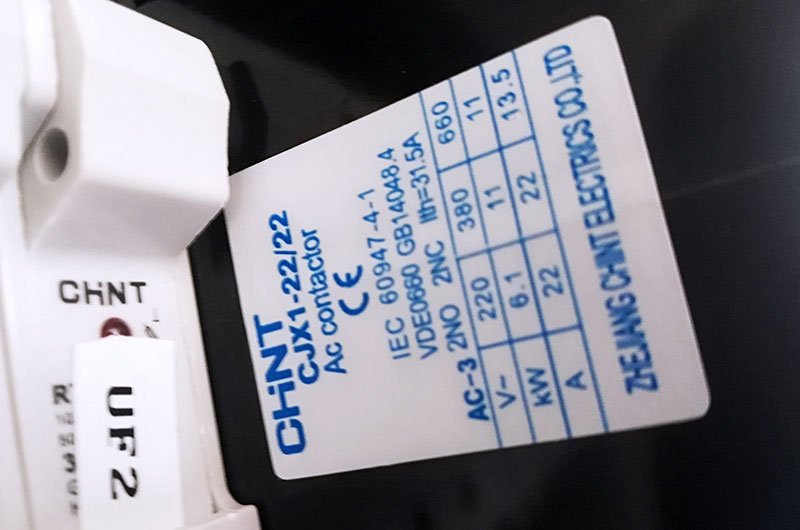 CHiNT
CJX1-22/22
Ac contactor
CE
IEC 60947-4-1
VDE0660 GB14048.4
2NO 2NC Ith=31.5A
AC-3
V~ 220 380 660
kW 6.1 11 11
A 22 22 13.5
ZHEJIANG CHINT ELECTRICS CO.,LTD
CHiNT
UF2